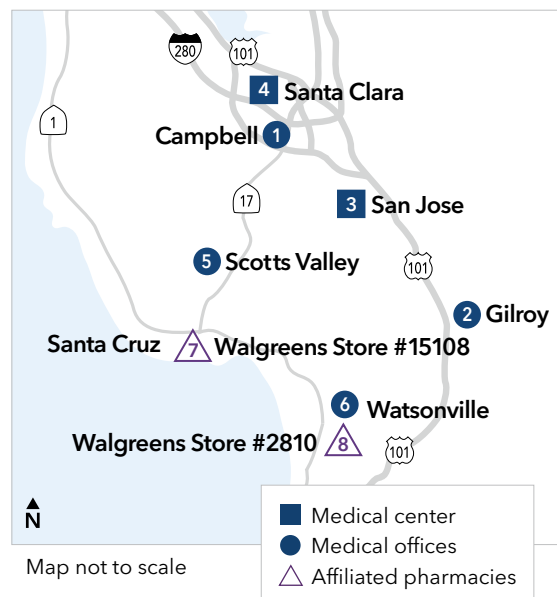 280
101
4 Santa Clara
1
Campbell 1
17
3 San Jose
5 Scotts Valley
101
2 Gilroy
Santa Cruz 7 Walgreens Store #15108
6 Watsonville
Walgreens Store #2810 8
101
N
Medical center
Medical offices
Affiliated pharmacies
Map not to scale